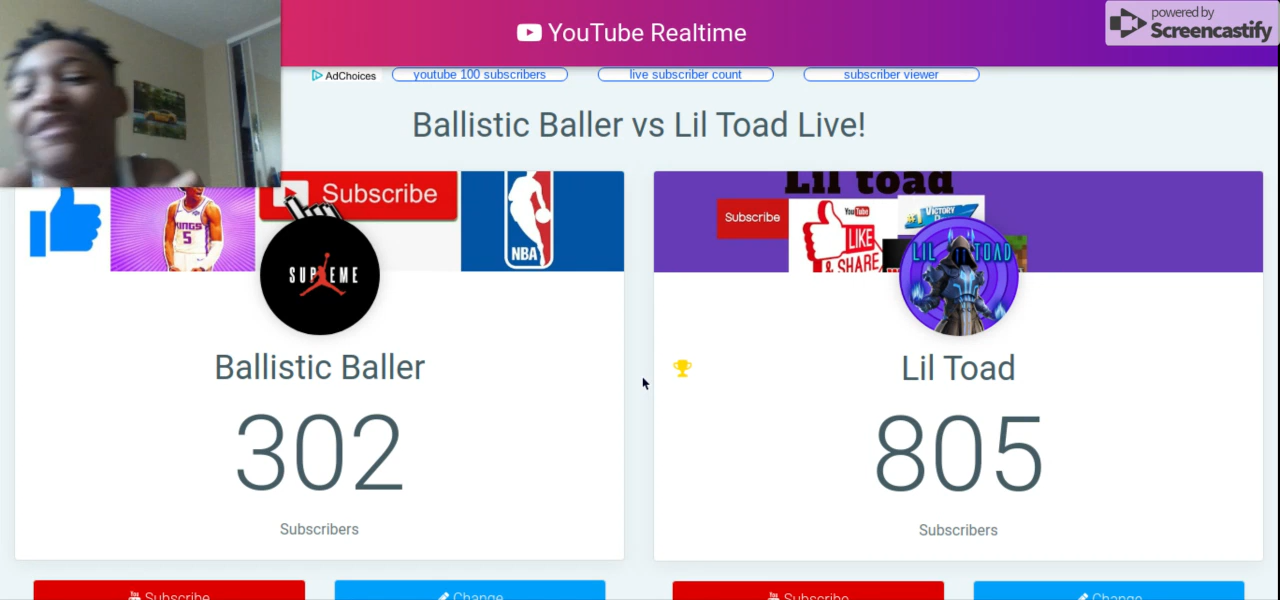 YouTube Realtime
powered by
Screencastify
AdChoices
youtube 100 subscribers
live subscriber count
subscriber viewer
Ballistic Baller vs Lil Toad Live!
Subscribe
KINGS
5
NBA
SUPREME
Lil toad
Subscribe
YouTube
LIKE
& SHARE
#1 VICTORY
LIL TOAD
Ballistic Baller
Lil Toad
302
805
Subscribers
Subscribers
Subscribe
Change
Subscribe
Change